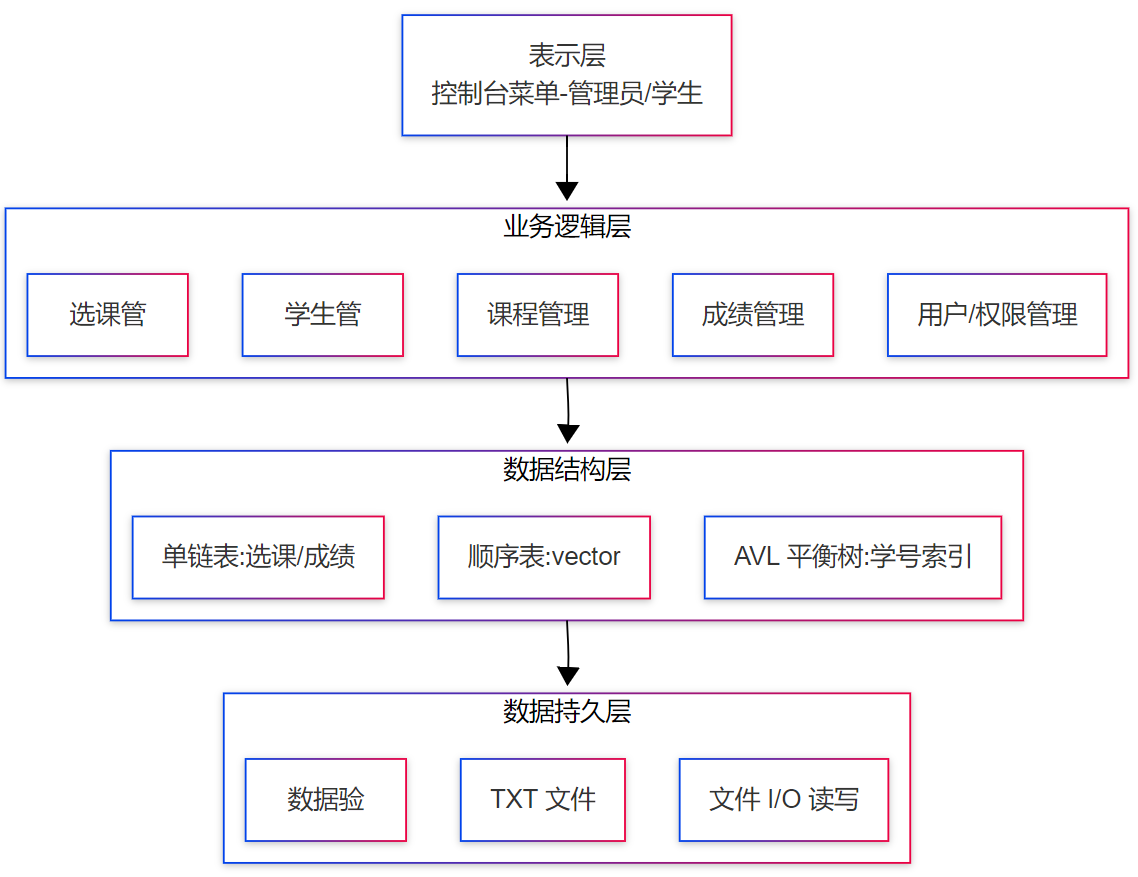 表示层
控制台菜单-管理员/学生
业务逻辑层
选课管
学生管
课程管理
成绩管理
用户/权限管理
数据结构层
单链表:选课/成绩
顺序表:vector
AVL 平衡树:学号索引
数据持久层
数据验
TXT 文件
文件 I/O 读写